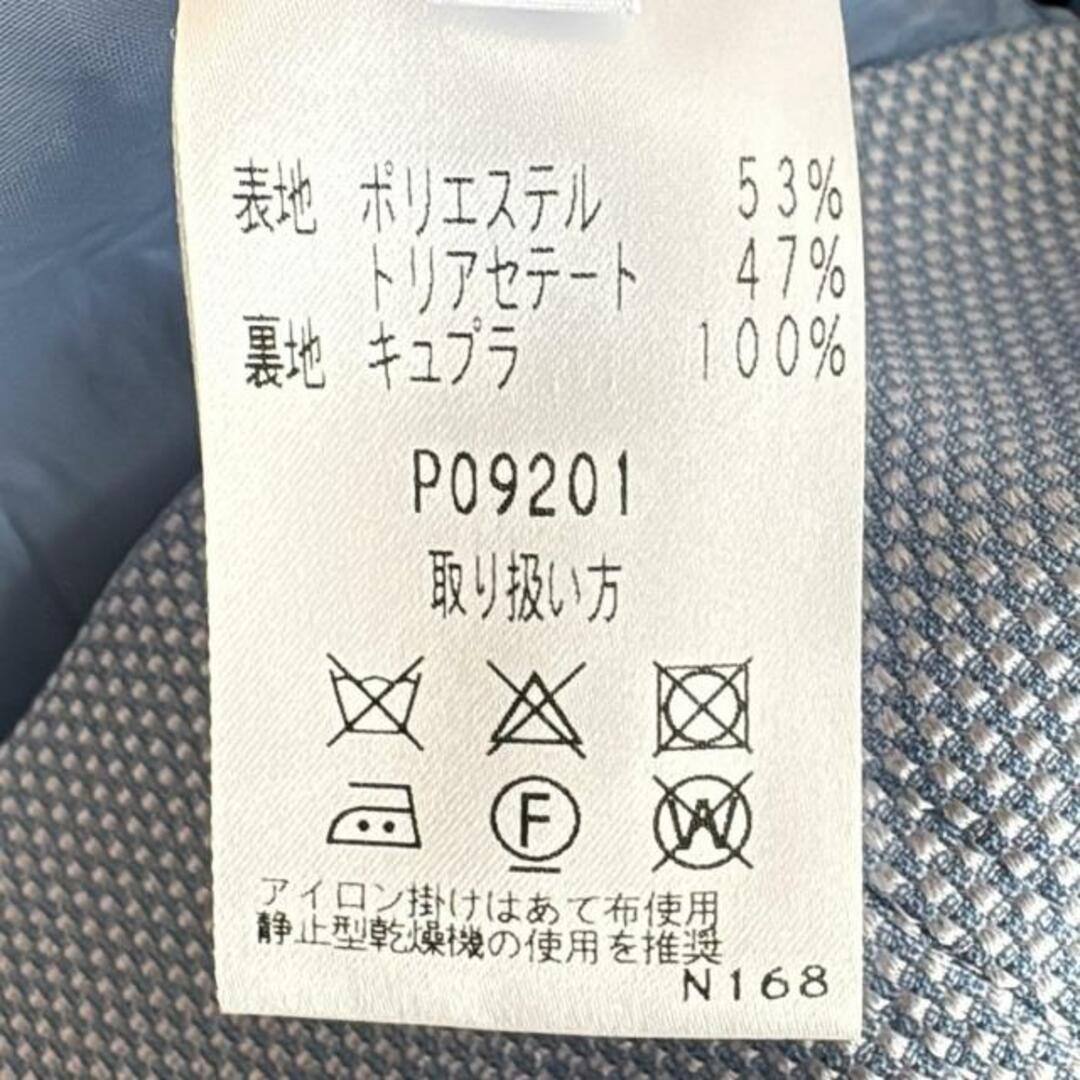 表地 ポリエステル 53%
トリアセテート 47%
裏地 キュプラ 100%
P09201
取り扱い方
F W
アイロン掛けはあて布使用
静止型乾燥機の使用を推奨
N168